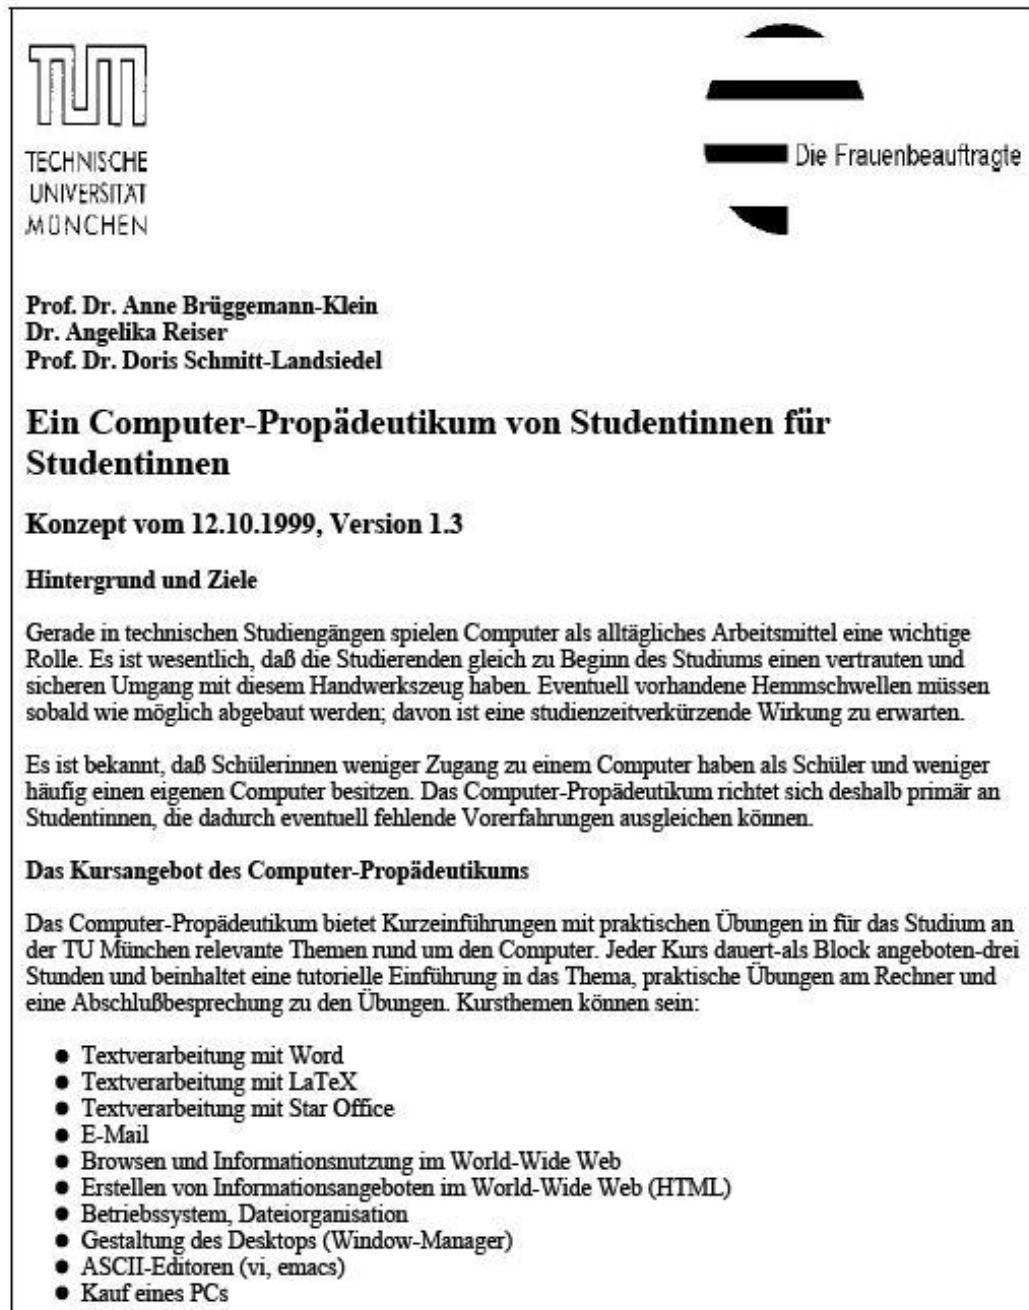 TUM
TECHNISCHE
UNIVERSITÄT
MÜNCHEN
Die Frauenbeauftragte
Prof. Dr. Anne Brüggemann-Klein
Dr. Angelika Reiser
Prof. Dr. Doris Schmitt-Landsiedel
Ein Computer-Propädeutikum von Studentinnen für
Studentinnen
Konzept vom 12.10.1999, Version 1.3
Hintergrund und Ziele
Gerade in technischen Studiengängen spielen Computer als alltägliches Arbeitsmittel eine wichtige
Rolle. Es ist wesentlich, daß die Studierenden gleich zu Beginn des Studiums einen vertrauten und
sicheren Umgang mit diesem Handwerkszeug haben. Eventuell vorhandene Hemmschwellen müssen
sobald wie möglich abgebaut werden; davon ist eine studienzeitverkürzende Wirkung zu erwarten.
Es ist bekannt, daß Schülerinnen weniger Zugang zu einem Computer haben als Schüler und weniger
häufig einen eigenen Computer besitzen. Das Computer-Propädeutikum richtet sich deshalb primär an
Studentinnen, die dadurch eventuell fehlende Vorerfahrungen ausgleichen können.
Das Kursangebot des Computer-Propädeutikums
Das Computer-Propädeutikum bietet Kurzeinführungen mit praktischen Übungen in für das Studium an
der TU München relevante Themen rund um den Computer. Jeder Kurs dauert-als Block angeboten-drei
Stunden und beinhaltet eine tutorielle Einführung in das Thema, praktische Übungen am Rechner und
eine Abschlußbesprechung zu den Übungen. Kursthemen können sein:
● Textverarbeitung mit Word
● Textverarbeitung mit LaTeX
● Textverarbeitung mit Star Office
● E-Mail
● Browsen und Informationsnutzung im World-Wide Web
● Erstellen von Informationsangeboten im World-Wide Web (HTML)
● Betriebssystem, Dateiorganisation
● Gestaltung des Desktops (Window-Manager)
● ASCII-Editoren (vi, emacs)
● Kauf eines PCs